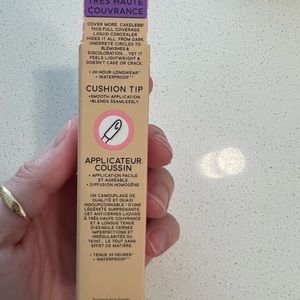 TRÈS HAUTE
COUVRANCE
COVER MORE, CAKSLESS!
THIS FULL COVERAGE
LIQUID CONCEALER
HIDES IT ALL, FROM DARK
UNDEREYE CIRCLES TO
BLEMISHES &
DISCOLORATION... YET IT
FEELS LIGHTWEIGHT &
DOESN'T CAKE OR CRACK.
• 24-HOUR LONGWEAR*
• WATERPROOF**
CUSHION TIP
•SMOOTH APPLICATION
•BLENDS SEAMLESSLY
APPLICATEUR
COUSSIN
• APPLICATION FACILE
ET AGRÉABLE
• DIFFUSION HOMOGÈNE
UN CAMOUFLAGE DE
QUALITÉ ET QUASI
INSOUPÇONNABLE ! D'UNE
LÉGÈRETÉ SURPRENANTE,
CET ANTICERNES LIQUIDE
À TRÈS HAUTE COUVRANCE
ET À LONGUE TENUE
DISSIMULE CERNES
IMPERFECTIONS ET
IRRÉGULARITÉS DU
TEINT... LE TOUT SANS
EFFET DE MATIÈRE.
• TENUE 24 HEURES*
• WATERPROOF**